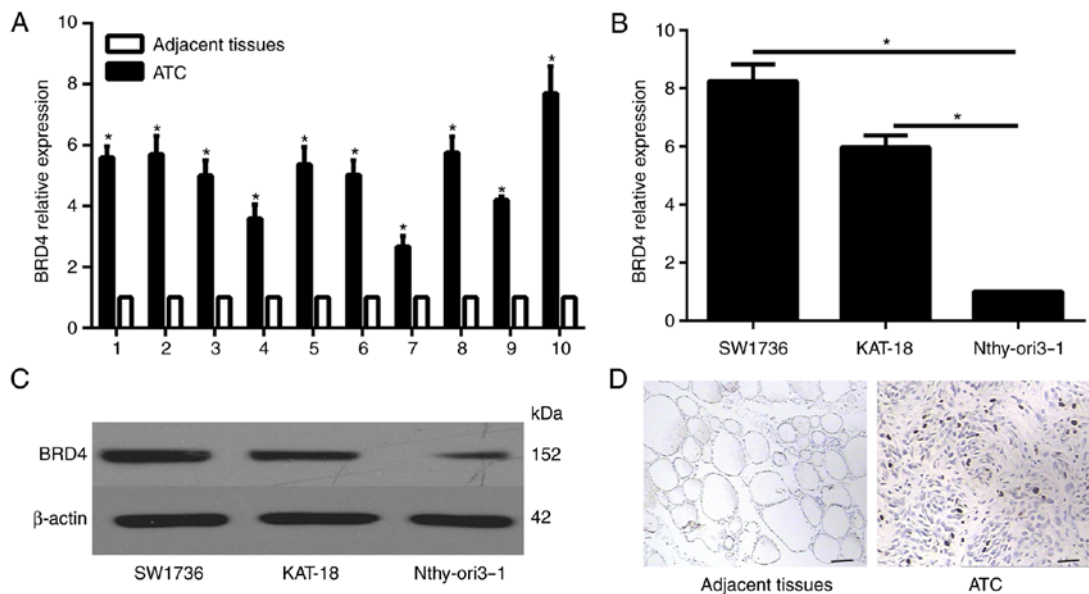 A
BRD4 relative expression
10
8
6
4
2
0
Adjacent tissues
ATC
* * * * * * * * * *
1 2 3 4 5 6 7 8 9 10
B
BRD4 relative expression
10
8
6
4
2
0
*
*
SW1736 KAT-18 Nthy-ori3-1
C
kDa
BRD4 152
β-actin 42
SW1736 KAT-18 Nthy-ori3-1
D
Adjacent tissues ATC